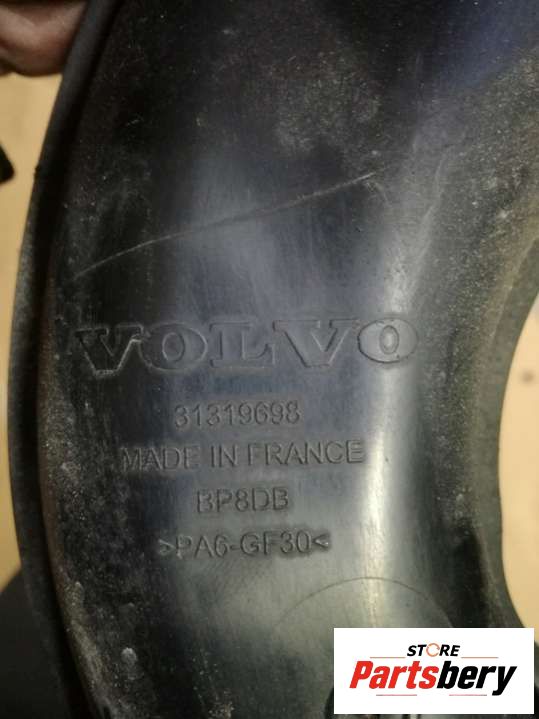 VOLVO
31319698
MADE IN FRANCE
BP8DB
>PA6-GF30<
STORE
Partsbery